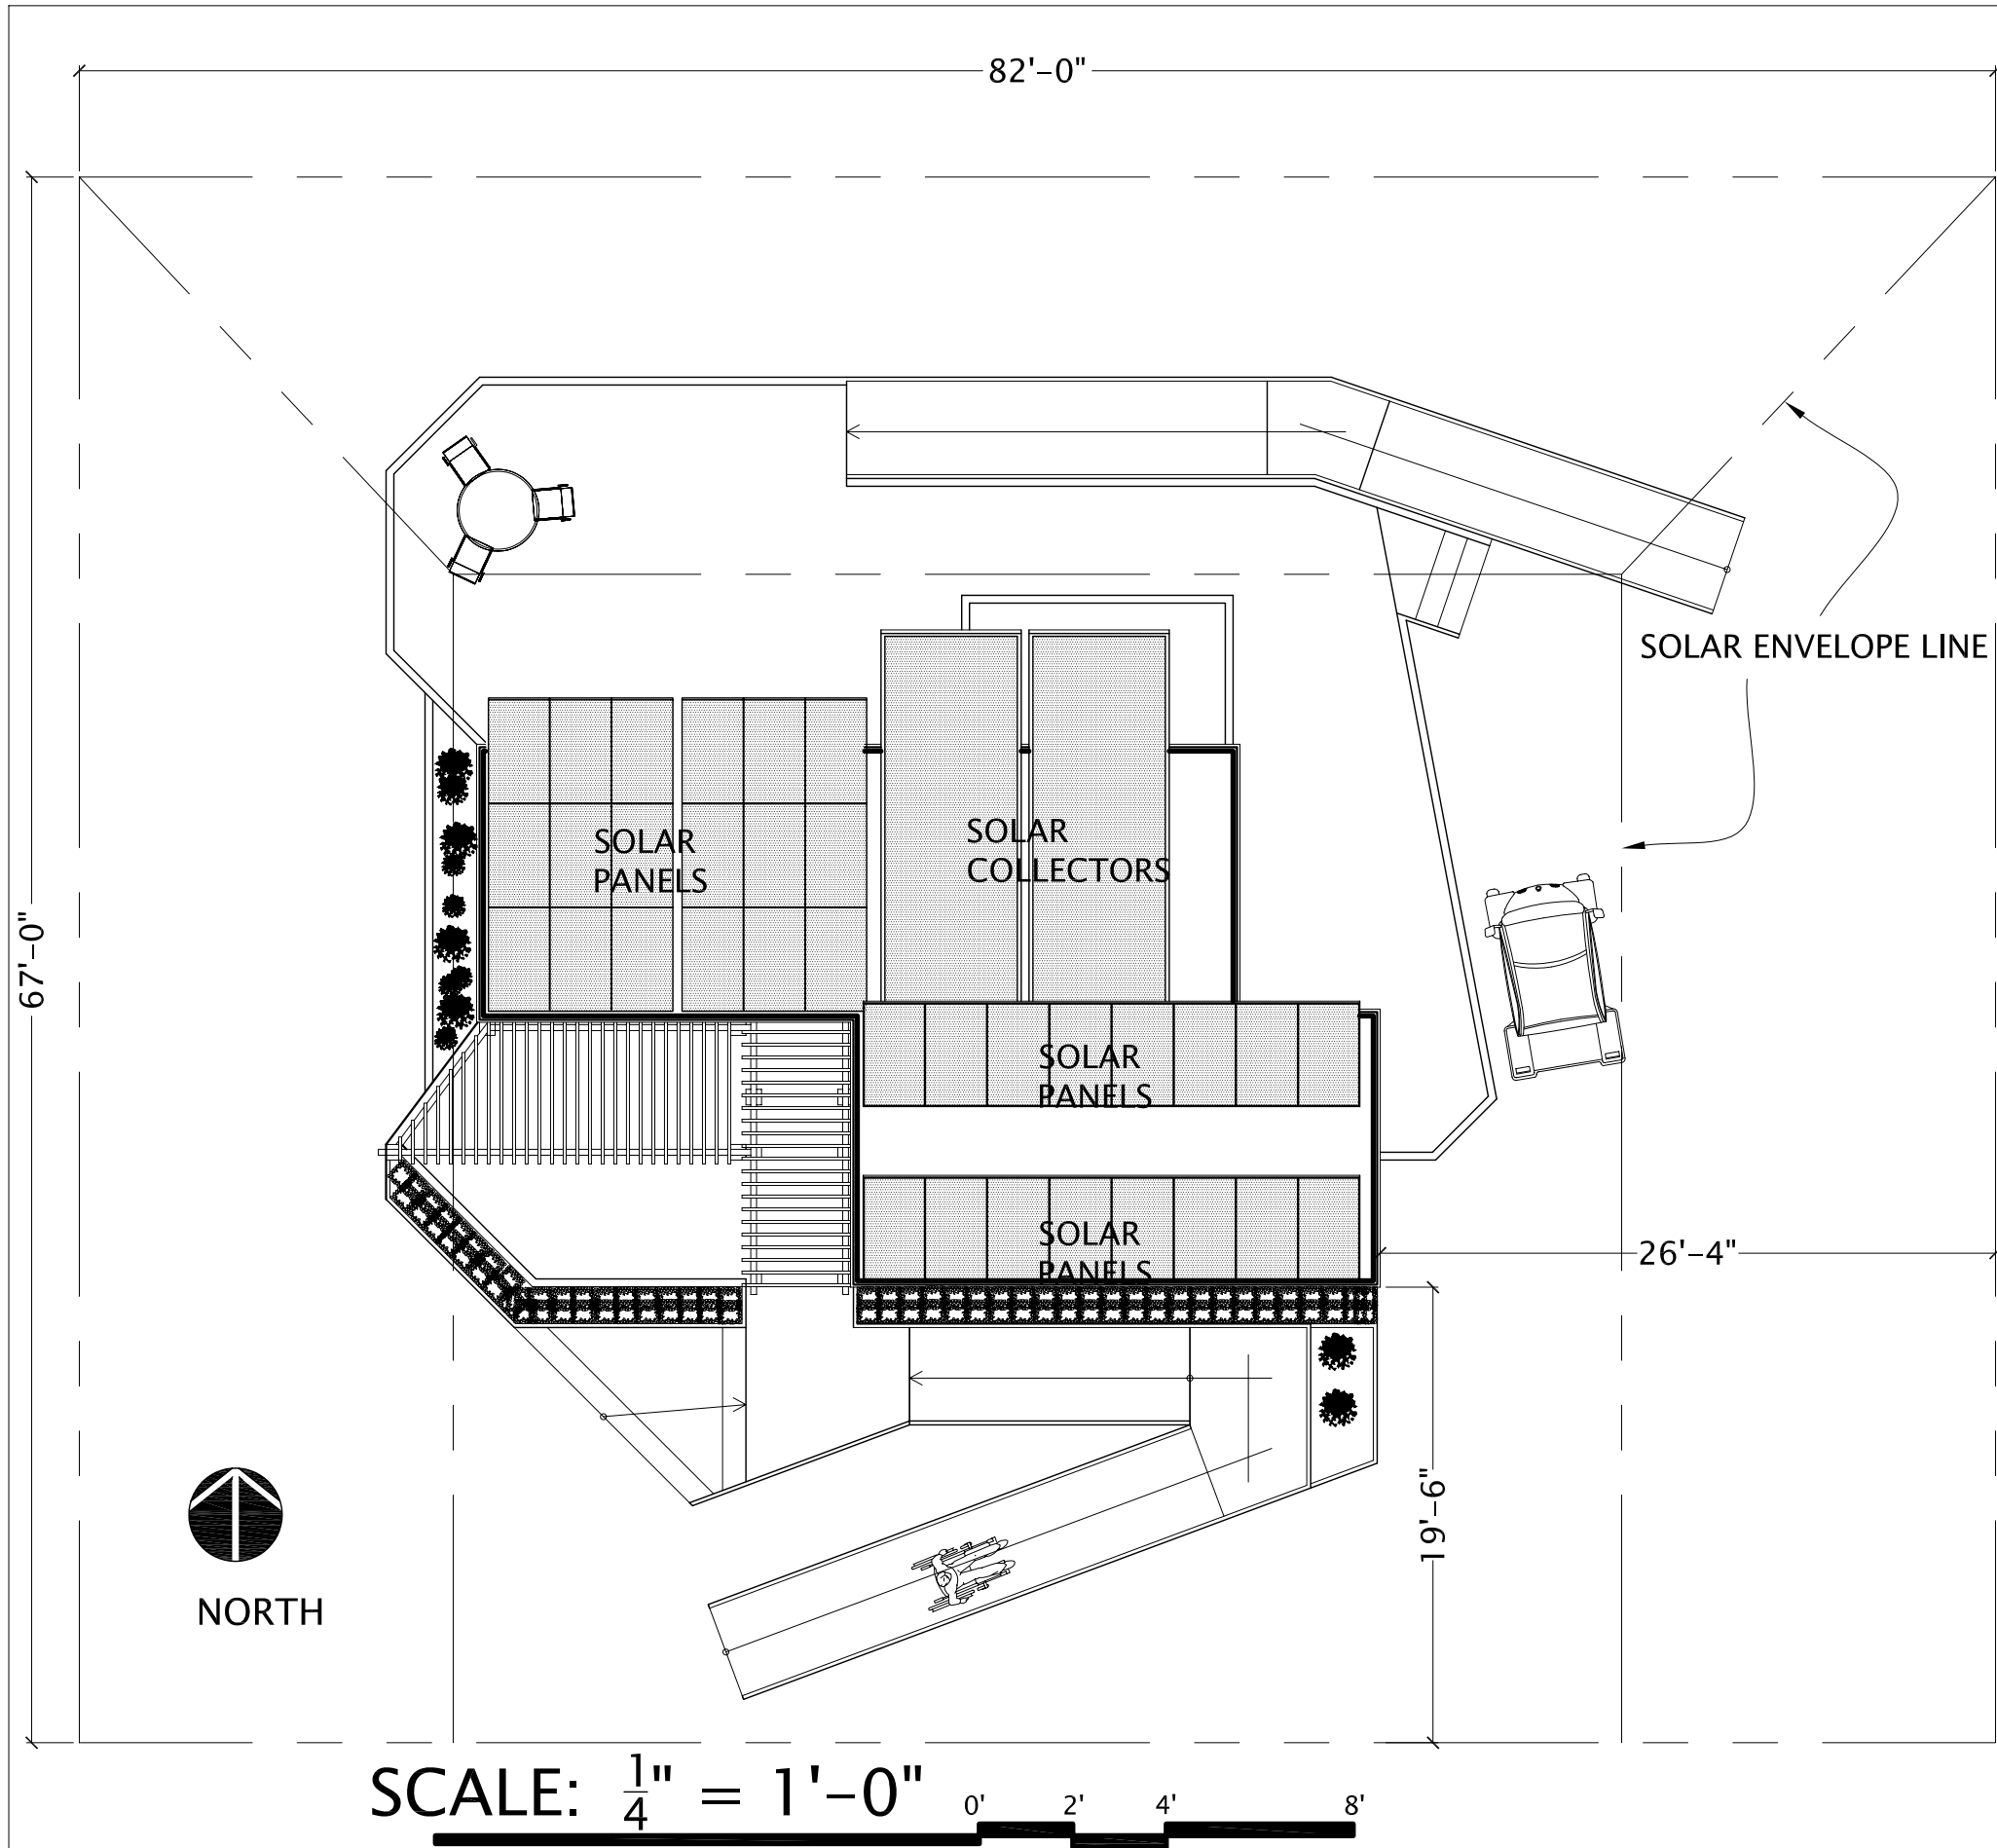 82'-0"
SOLAR ENVELOPE LINE
SOLAR
PANELS
SOLAR
COLLECTORS
67'-0"
SOLAR
PANELS
SOLAR
PANELS
26'-4"
19'-6"
NORTH
SCALE: 1/4" = 1'-0"
0' 2' 4' 8'